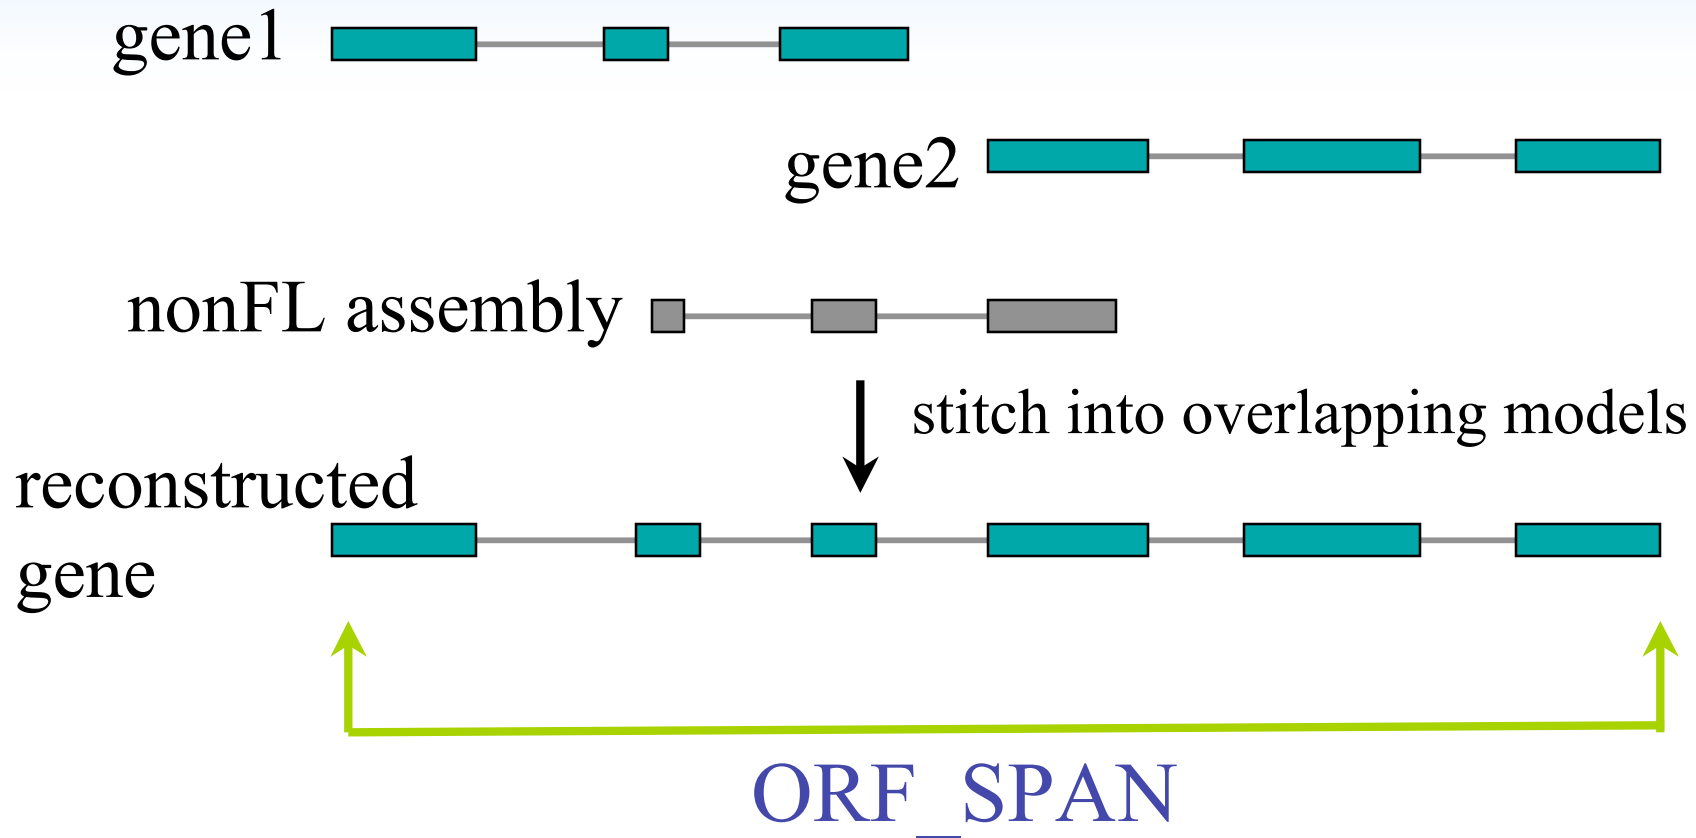 gene1
gene2
nonFL assembly
stitch into overlapping models
reconstructed
gene
ORF_SPAN